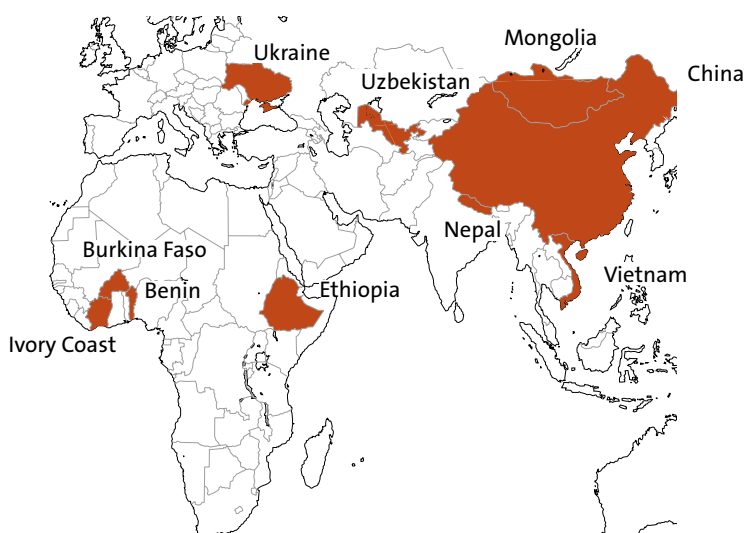 Mongolia
Ukraine
China
Uzbekistan
Nepal
Burkina Faso
Vietnam
Benin
Ethiopia
Ivory Coast